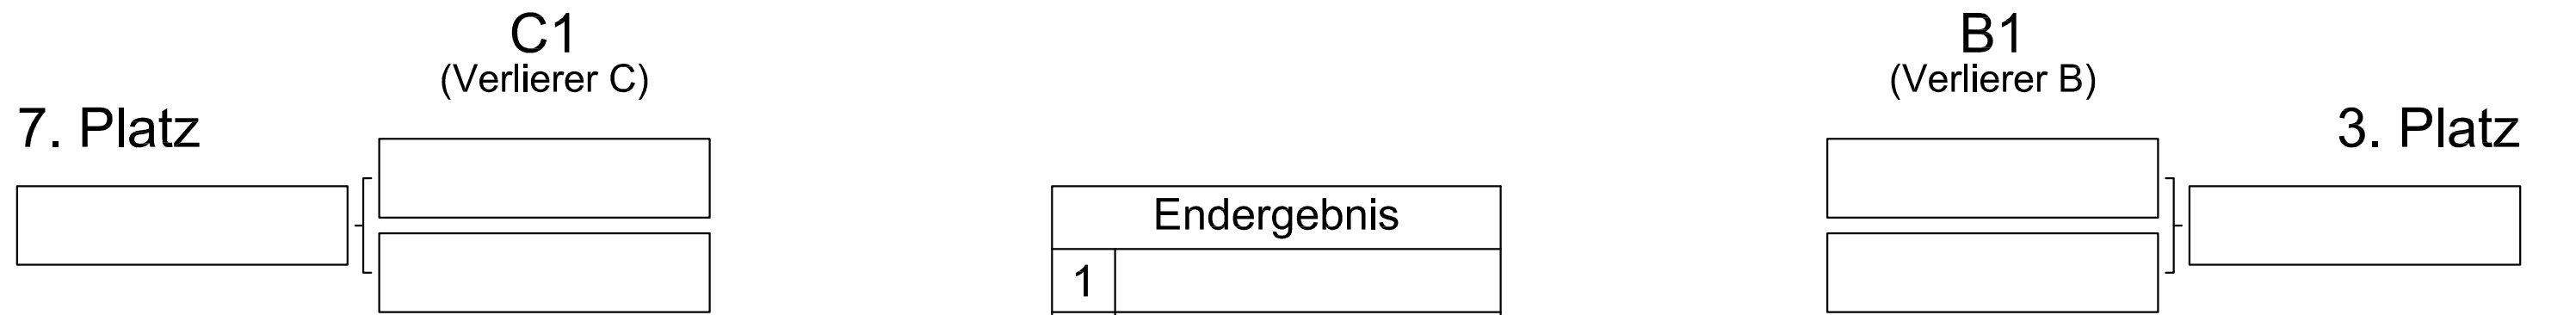 C1
(Verlierer C)
7. Platz
Endergebnis
1
B1
(Verlierer B)
3. Platz